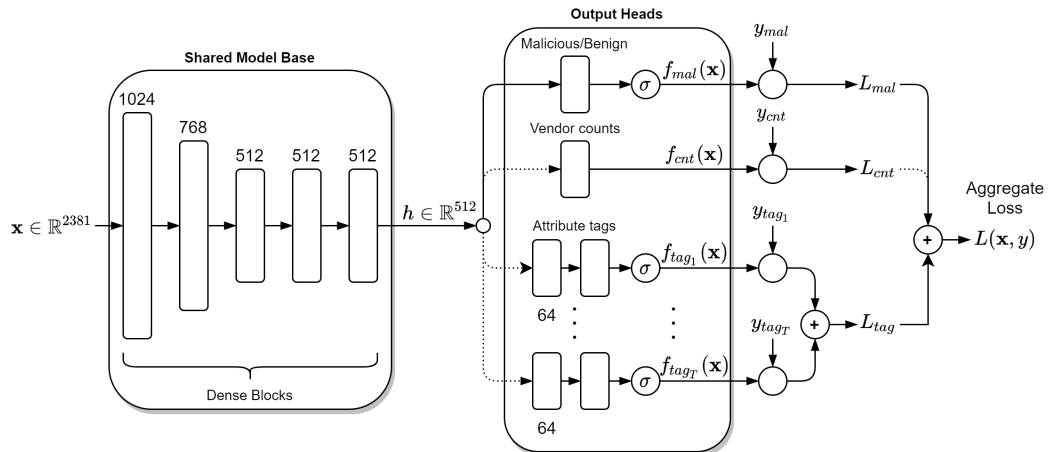 Output Heads
Shared Model Base
Malicious/Benign
Vendor counts
Attribute tags
1024
768
512
512
512
x ∈ ℝ^2381
h ∈ ℝ^512
Dense Blocks
σ
f_mal(x)
y_mal
L_mal
f_cnt(x)
y_cnt
L_cnt
64
σ
f_tag_1(x)
y_tag_1
64
σ
f_tag_T(x)
y_tag_T
+
L_tag
+
Aggregate
Loss
L(x, y)